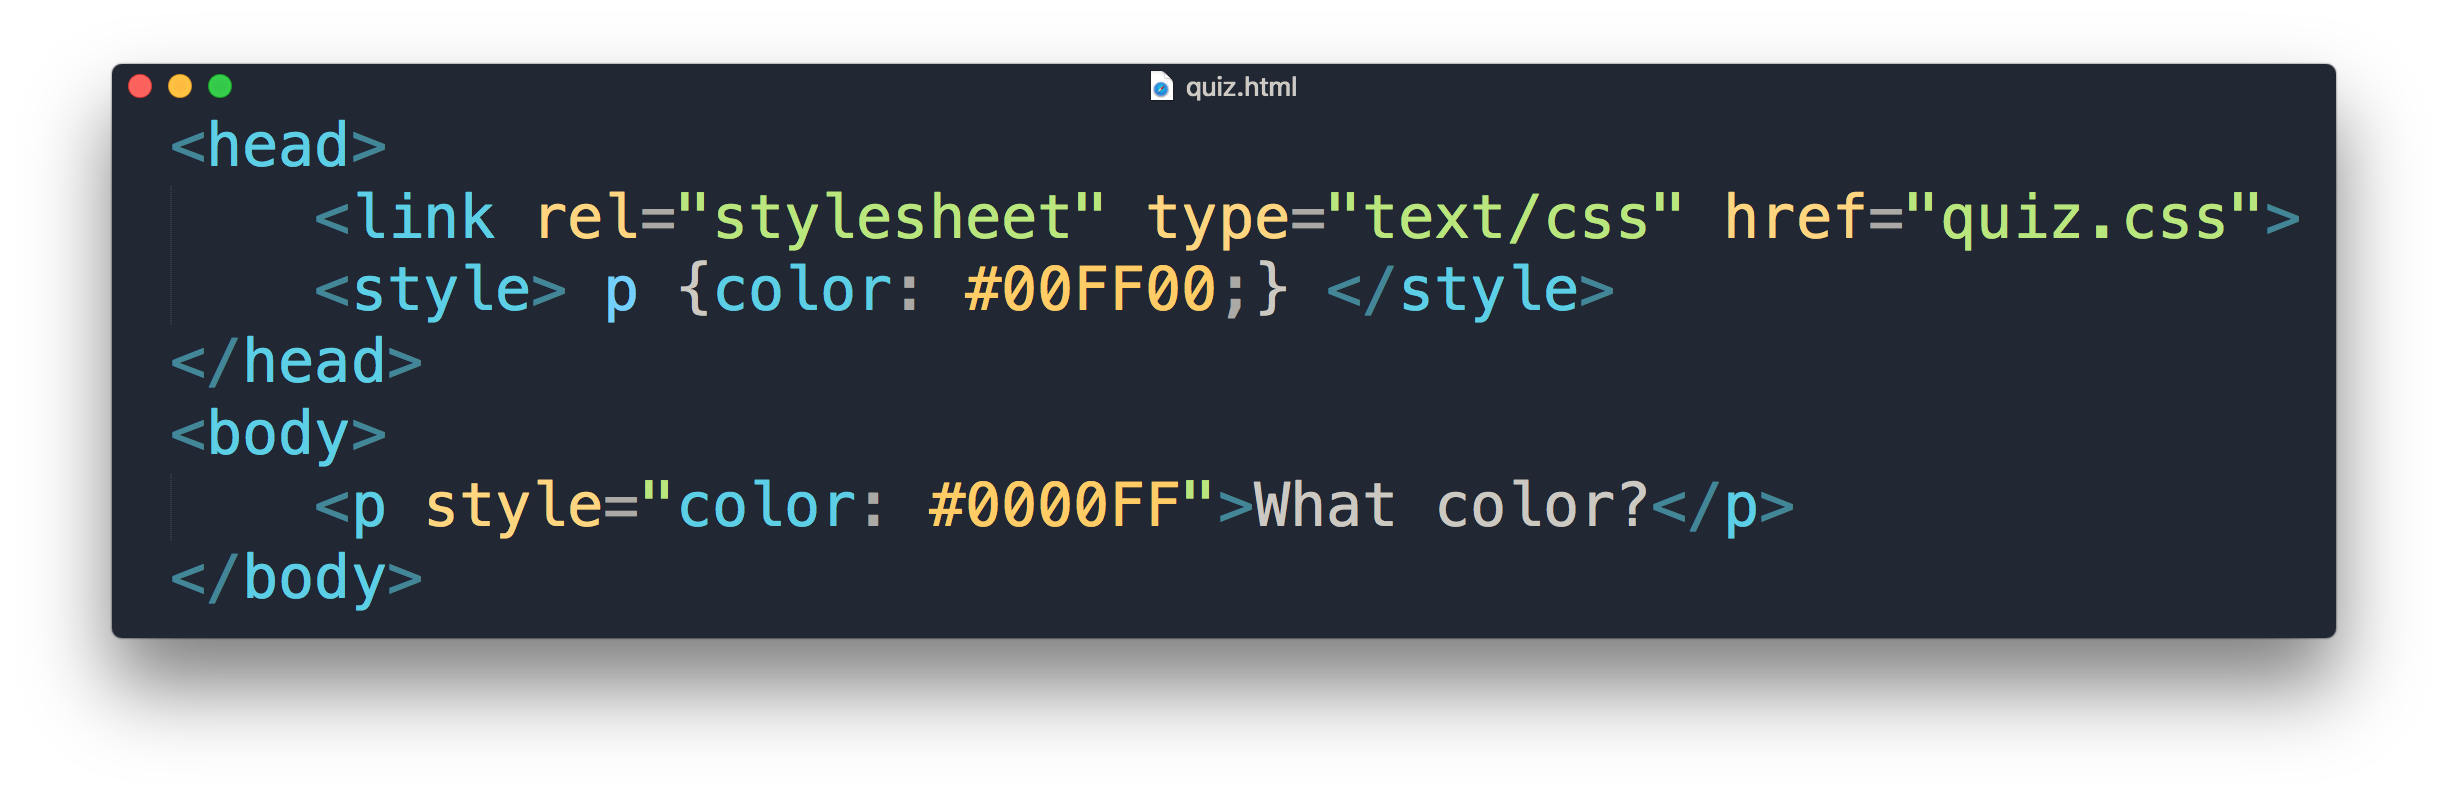 quiz.html
<head>
    <link rel="stylesheet" type="text/css" href="quiz.css">
    <style> p {color: #00FF00;} </style>
</head>
<body>
    <p style="color: #0000FF">What color?</p>
</body>